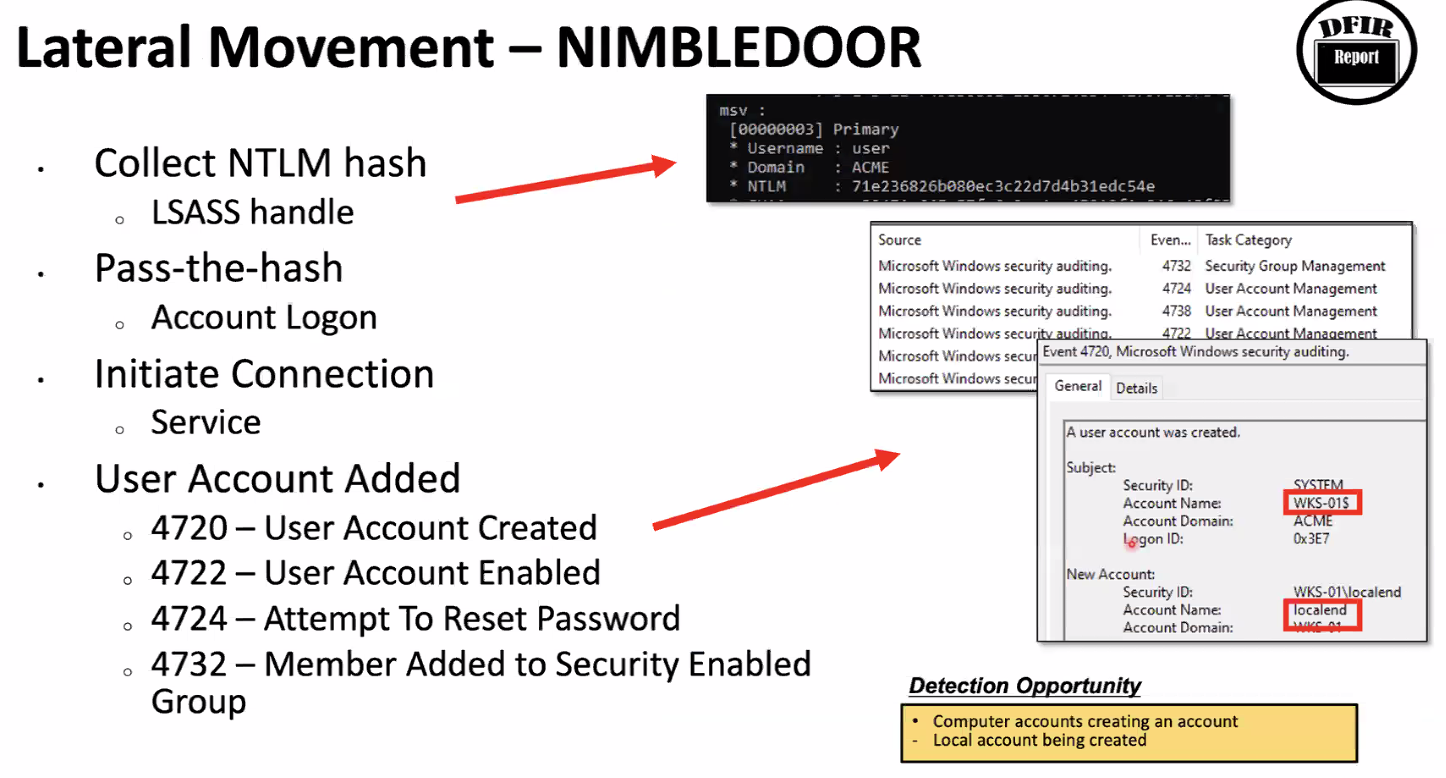 Lateral Movement – NIMBLEDOOR
DFIR
Report
• Collect NTLM hash
o LSASS handle
• Pass-the-hash
o Account Logon
• Initiate Connection
o Service
• User Account Added
o 4720 – User Account Created
o 4722 – User Account Enabled
o 4724 – Attempt To Reset Password
o 4732 – Member Added to Security Enabled
Group
msv :
[00000003] Primary
* Username : user
* Domain : ACME
* NTLM : 71e236826b080ec3c22d7d4b31edc54e
Source Even... Task Category
Microsoft Windows security auditing. 4732 Security Group Management
Microsoft Windows security auditing. 4724 User Account Management
Microsoft Windows security auditing. 4738 User Account Management
Microsoft Windows security auditing. 4722 User Account Management
Microsoft Windows secur
Microsoft Windows secur
Event 4720, Microsoft Windows security auditing.
General Details
A user account was created.
Subject:
Security ID: SYSTEM
Account Name: WKS-01$
Account Domain: ACME
Logon ID: 0x3E7
New Account:
Security ID: WKS-01\localend
Account Name: localend
Account Domain: WKS-01
Detection Opportunity
• Computer accounts creating an account
- Local account being created